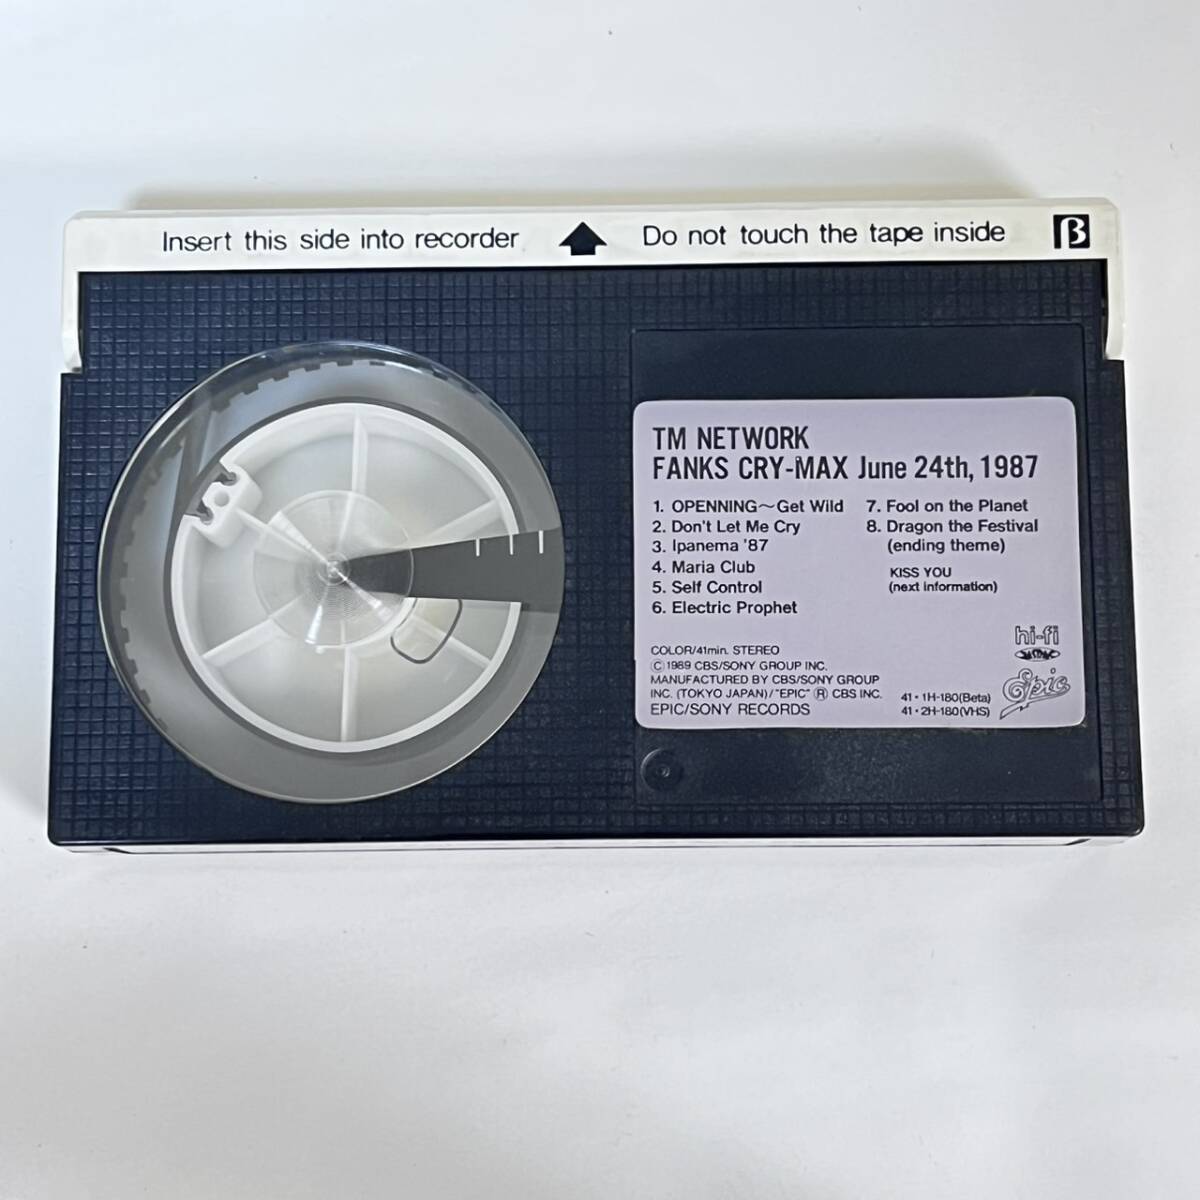 Insert this side into recorder
Do not touch the tape inside
β
TM NETWORK
FANKS CRY-MAX June 24th, 1987
1. OPENNING～Get Wild
2. Don't Let Me Cry
3. Ipanema '87
4. Maria Club
5. Self Control
6. Electric Prophet
7. Fool on the Planet
8. Dragon the Festival
(ending theme)
KISS YOU
(next information)
COLOR/41min. STEREO
Ⓒ 1989 CBS/SONY GROUP INC.
MANUFACTURED BY CBS/SONY GROUP
INC. (TOKYO JAPAN)/"EPIC" Ⓡ CBS INC.
EPIC/SONY RECORDS
hi-fi
41・1H-180(Beta)
41・2H-180(VHS)
Epic